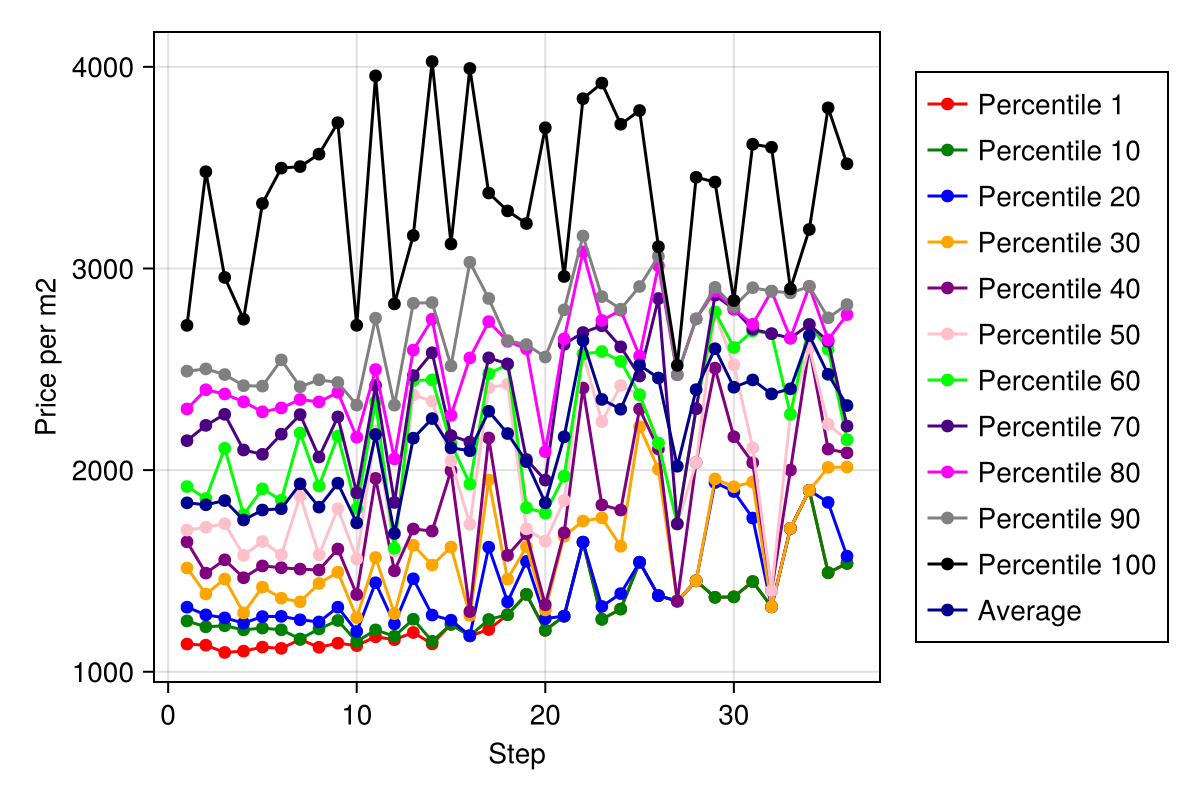 4000
3000
2000
1000
Price per m2
0 10 20 30
Step
Percentile 1
Percentile 10
Percentile 20
Percentile 30
Percentile 40
Percentile 50
Percentile 60
Percentile 70
Percentile 80
Percentile 90
Percentile 100
Average